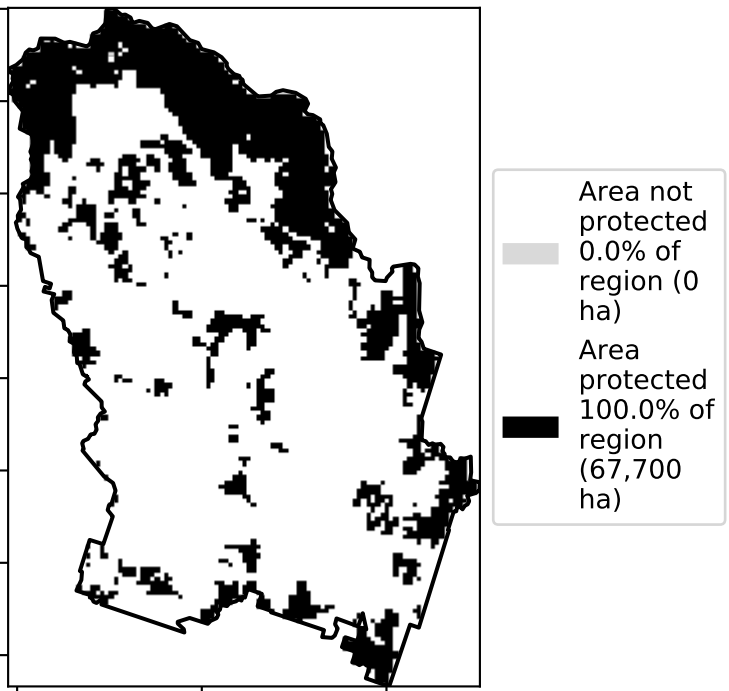 Area not
protected
0.0% of
region (0
ha)
Area
protected
100.0% of
region
(67,700
ha)